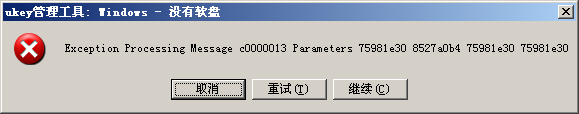 ukey管理工具: Windows - 没有软盘
Exception Processing Message c0000013 Parameters 75981e30 8527a0b4 75981e30 75981e30
取消 重试(T) 继续(C)